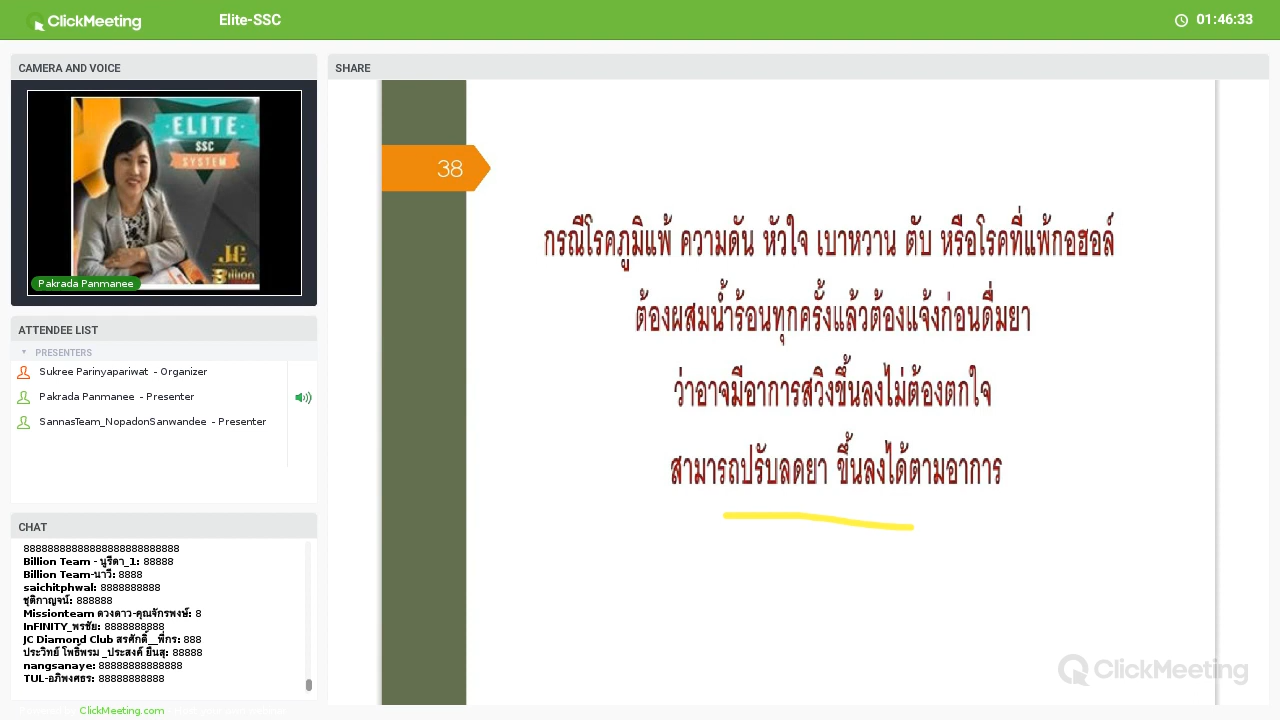 ClickMeeting
Elite-SSC
01:46:33
CAMERA AND VOICE
ELITE
SSC
SYSTEM
JC
Billion
Pakrada Panmanee
ATTENDEE LIST
PRESENTERS
Sukree Parinyapariwat - Organizer
Pakrada Panmanee - Presenter
SannasTeam_NopadonSanwandee - Presenter
CHAT
8888888888888888888888888
Billion Team - นูรีดา_1: 88888
Billion Team-นาวี: 8888
saichitphwal: 8888888888
ชุติกาญจน์: 888888
Missionteam ดวงดาว-คุณจักรพงษ์: 8
InFINITY_พรชัย: 8888888888
JC Diamond Club สรศักดิ์__พี่กร: 888
ประวิทย์ โพธิ์พรม _ประสงค์ ยืนสุ: 88888
nangsanaye: 88888888888888
TUL-อภิพงศธร: 88888888888
ClickMeeting.com
SHARE
38
กรณีโรคภูมิแพ้ ความดัน หัวใจ เบาหวาน ตับ หรือโรคที่แพ้กอฮอล์
ต้องผสมน้ำร้อนทุกครั้งแล้วต้องแจ้งก่อนดื่มยา
ว่าอาจมีอาการสวิงขึ้นลงไม่ต้องตกใจ
สามารถปรับลดยา ขึ้นลงได้ตามอาการ
ClickMeeting